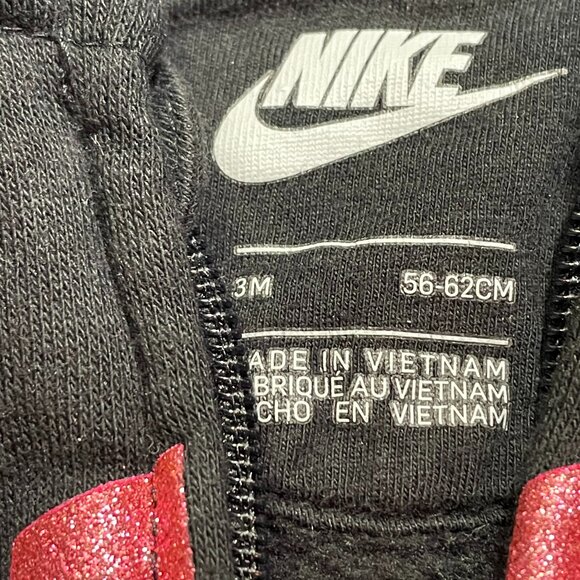 NIKE
3M 56-62CM
ADE IN VIETNAM
BRIQUÉ AU VIETNAM
CHO EN VIETNAM